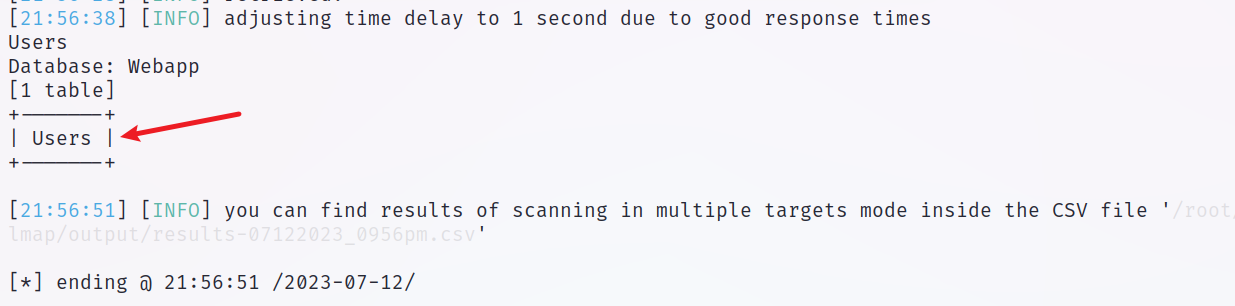 [21:56:38] [INFO] adjusting time delay to 1 second due to good response times
Users
Database: Webapp
[1 table]
+-------+
| Users |
+-------+
[21:56:51] [INFO] you can find results of scanning in multiple targets mode inside the CSV file '/root/
lmap/output/results-07122023_0956pm.csv'
[*] ending @ 21:56:51 /2023-07-12/